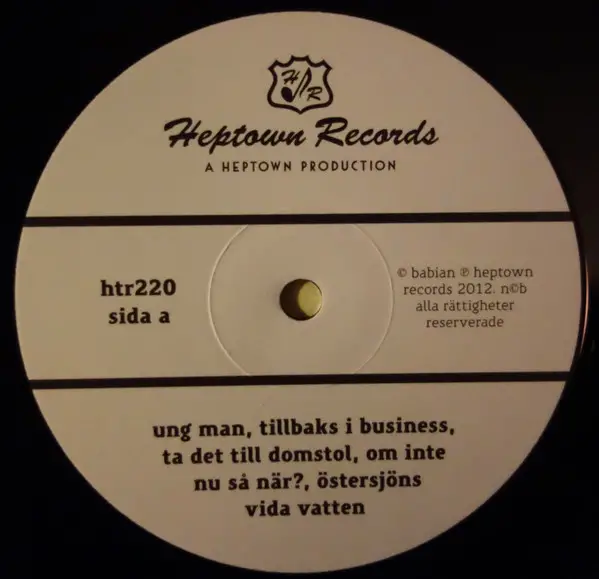 H R
Heptown Records
A HEPTOWN PRODUCTION
htr220
sida a
© babian ℗ heptown
records 2012. n©b
alla rättigheter
reserverade
ung man, tillbaks i business,
ta det till domstol, om inte
nu så när?, östersjöns
vida vatten